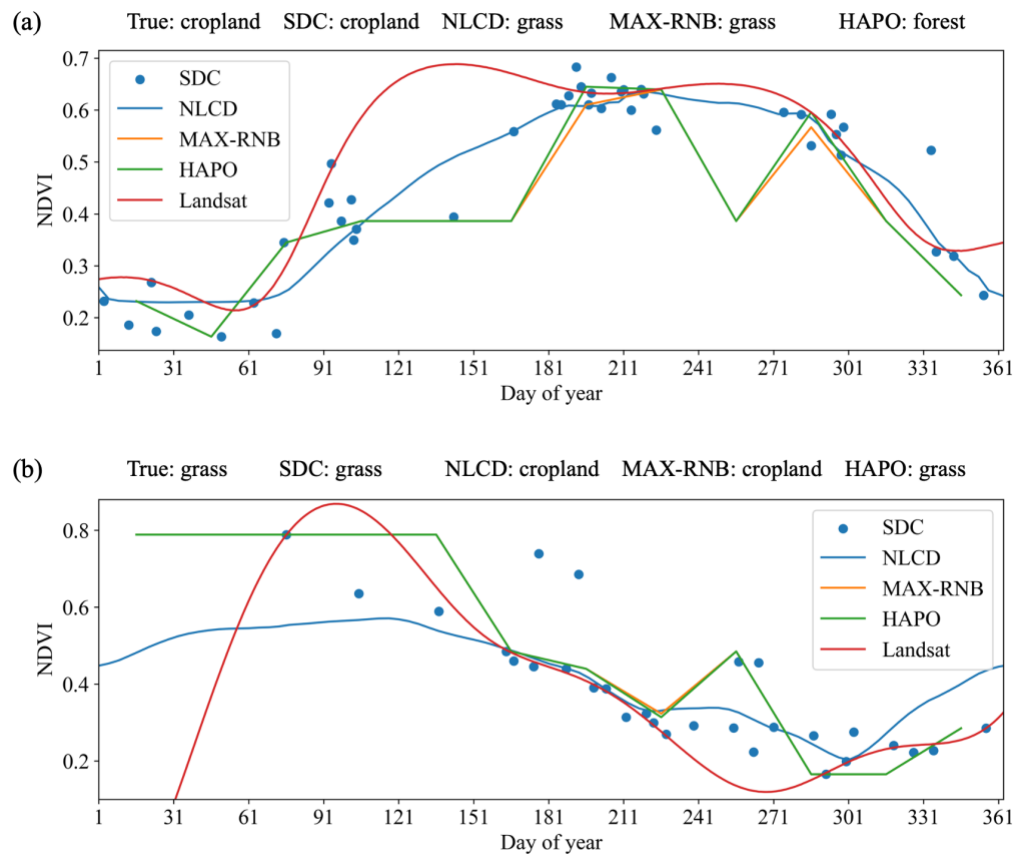 (a)
True: cropland SDC: cropland NLCD: grass MAX-RNB: grass HAPO: forest
NDVI
0.7
0.6
0.5
0.4
0.3
0.2
SDC
NLCD
MAX-RNB
HAPO
Landsat
1 31 61 91 121 151 181 211 241 271 301 331 361
Day of year
(b)
True: grass SDC: grass NLCD: cropland MAX-RNB: cropland HAPO: grass
NDVI
0.8
0.6
0.4
0.2
SDC
NLCD
MAX-RNB
HAPO
Landsat
1 31 61 91 121 151 181 211 241 271 301 331 361
Day of year